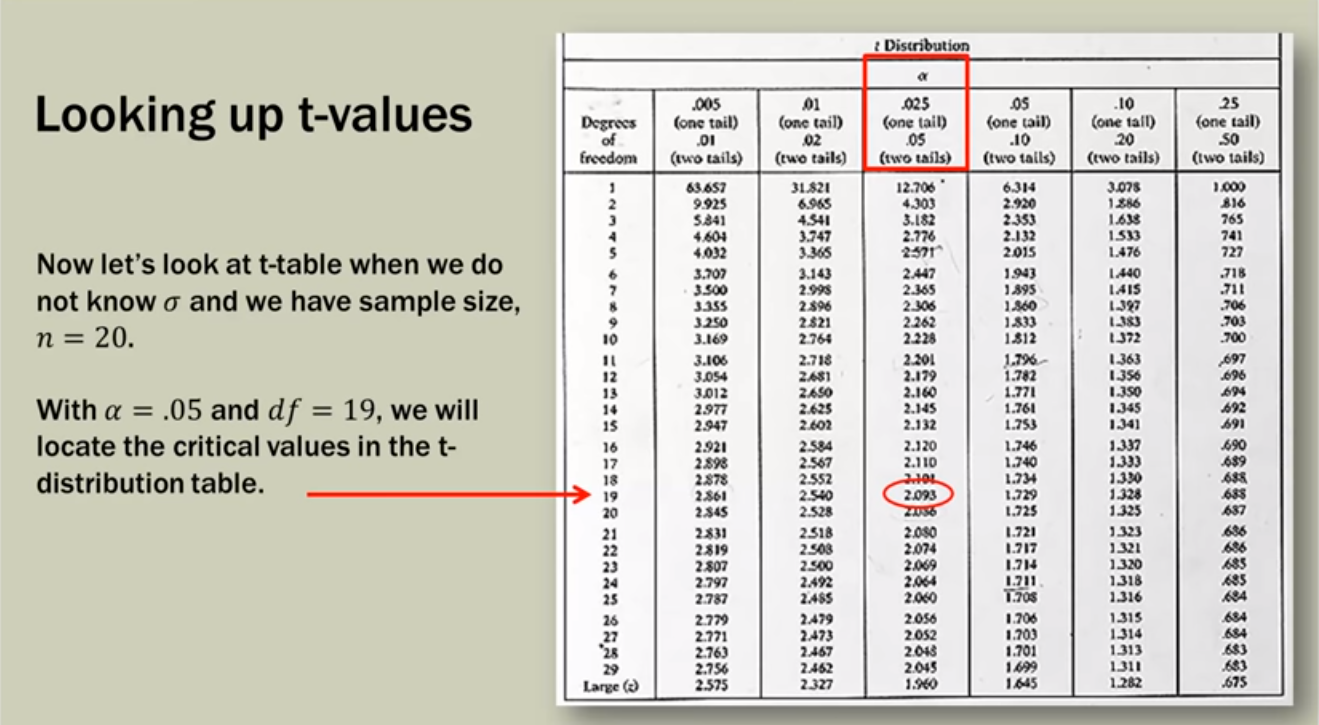 Looking up t-values
Now let's look at t-table when we do
not know σ and we have sample size,
n = 20.
With α = .05 and df = 19, we will
locate the critical values in the t-
distribution table.
t Distribution
α
Degrees of freedom .005 (one tail) .01 (two tails) .01 (one tail) .02 (two tails) .025 (one tail) .05 (two tails) .05 (one tail) .10 (two tails) .10 (one tail) .20 (two tails) .25 (one tail) .50 (two tails)
1 63.657 31.821 12.706 6.314 3.078 1.000
2 9.925 6.965 4.303 2.920 1.886 .816
3 5.841 4.541 3.182 2.353 1.638 765
4 4.604 3.747 2.776 2.132 1.533 741
5 4.032 3.365 2.571 2.015 1.476 727
6 3.707 3.143 2.447 1.943 1.440 .718
7 3.500 2.998 2.365 1.895 1.415 .711
8 3.355 2.896 2.306 1.860 1.397 .706
9 3.250 2.821 2.262 1.833 1.383 .703
10 3.169 2.764 2.228 1.812 1.372 .700
11 3.106 2.718 2.201 1.796 1.363 .697
12 3.054 2.681 2.179 1.782 1.356 .696
13 3.012 2.650 2.160 1.771 1.350 .694
14 2.977 2.625 2.145 1.761 1.345 .692
15 2.947 2.602 2.132 1.753 1.341 .691
16 2.921 2.584 2.120 1.746 1.337 .690
17 2.898 2.567 2.110 1.740 1.333 .689
18 2.878 2.552 2.101 1.734 1.330 .688
19 2.861 2.540 2.093 1.729 1.328 .688
20 2.845 2.528 2.086 1.725 1.325 .687
21 2.831 2.518 2.080 1.721 1.323 .686
22 2.819 2.508 2.074 1.717 1.321 .686
23 2.807 2.500 2.069 1.714 1.320 .685
24 2.797 2.492 2.064 1.711 1.318 .685
25 2.787 2.485 2.060 1.708 1.316 .684
26 2.779 2.479 2.056 1.706 1.315 .684
27 2.771 2.473 2.052 1.703 1.314 .684
28 2.763 2.467 2.048 1.701 1.313 .683
29 2.756 2.462 2.045 1.699 1.311 .683
Large (z) 2.575 2.327 1.960 1.645 1.282 .675